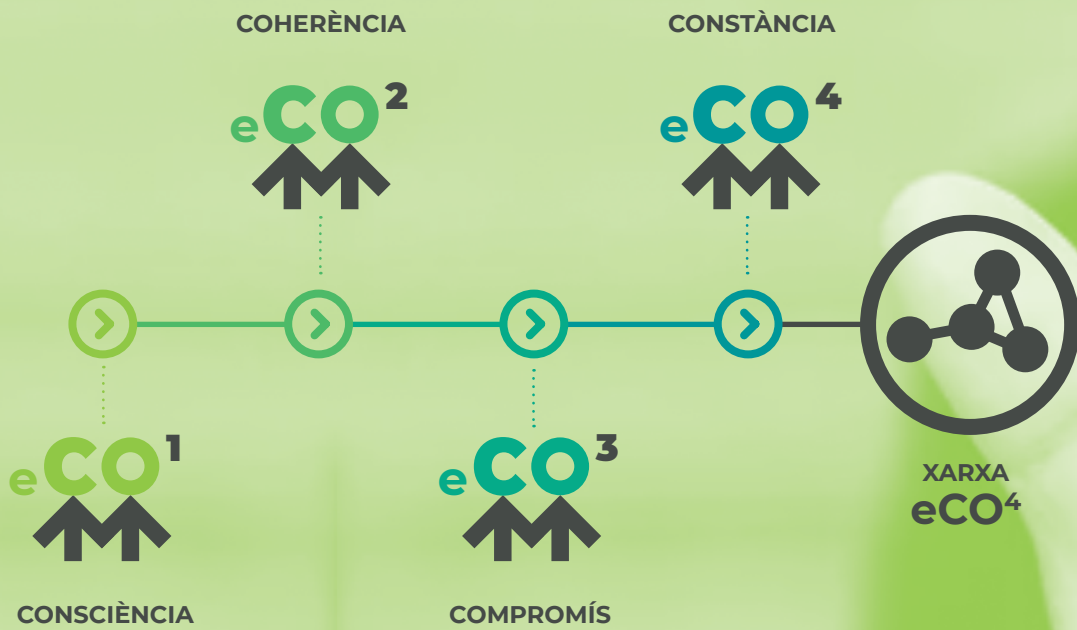 COHERÈNCIA
CONSTÀNCIA
eCO²
eCO⁴
eCO¹
eCO³
XARXA
eCO⁴
CONSCIÈNCIA
COMPROMÍS